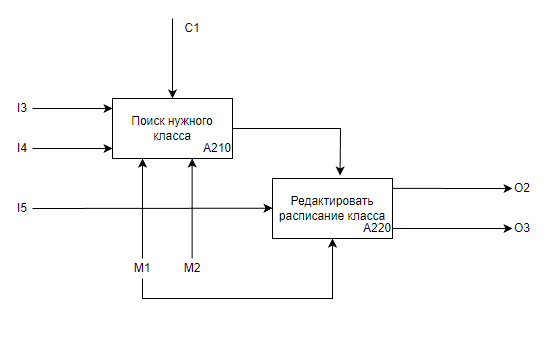 C1
I3
Поиск нужного
класса
I4
A210
Редактировать
O2
I5
расписание класса
A220
O3
M1
M2